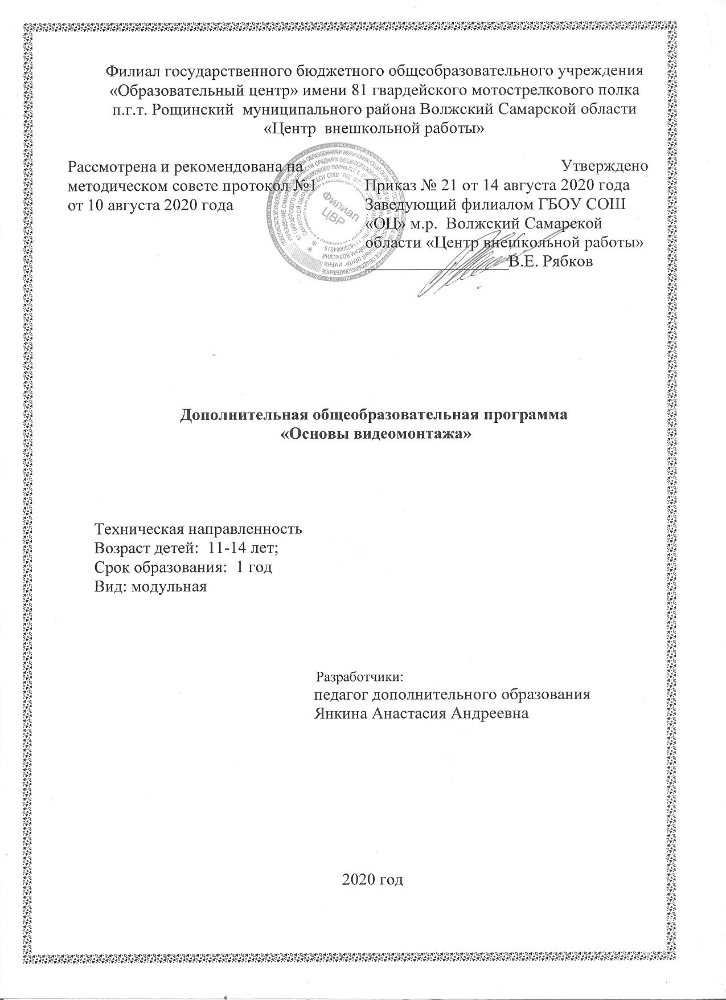 Филиал государственного бюджетного общеобразовательного учреждения
«Образовательный центр» имени 81 гвардейского мотострелкового полка
п.г.т. Рощинский муниципального района Волжский Самарской области
«Центр внешкольной работы»
Рассмотрена и рекомендована на
методическом совете протокол №1
от 10 августа 2020 года
Утверждено
Приказ № 21 от 14 августа 2020 года
Заведующий филиалом ГБОУ СОШ
«ОЦ» м.р. Волжский Самарской
области «Центр внешкольной работы»
__________________В.Е. Рябков
Филиал
ЦВР
Дополнительная общеобразовательная программа
«Основы видеомонтажа»
Техническая направленность
Возраст детей: 11-14 лет;
Срок образования: 1 год
Вид: модульная
Разработчики:
педагог дополнительного образования
Янкина Анастасия Андреевна
2020 год